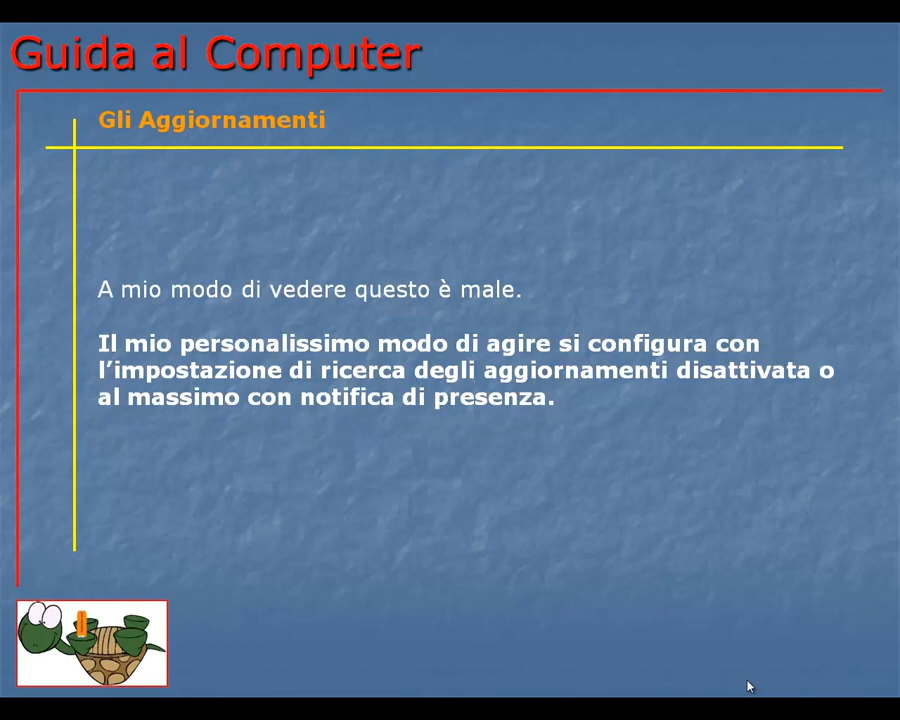 Guida al Computer
Gli Aggiornamenti
A mio modo di vedere questo è male.
Il mio personalissimo modo di agire si configura con
l’impostazione di ricerca degli aggiornamenti disattivata o
al massimo con notifica di presenza.